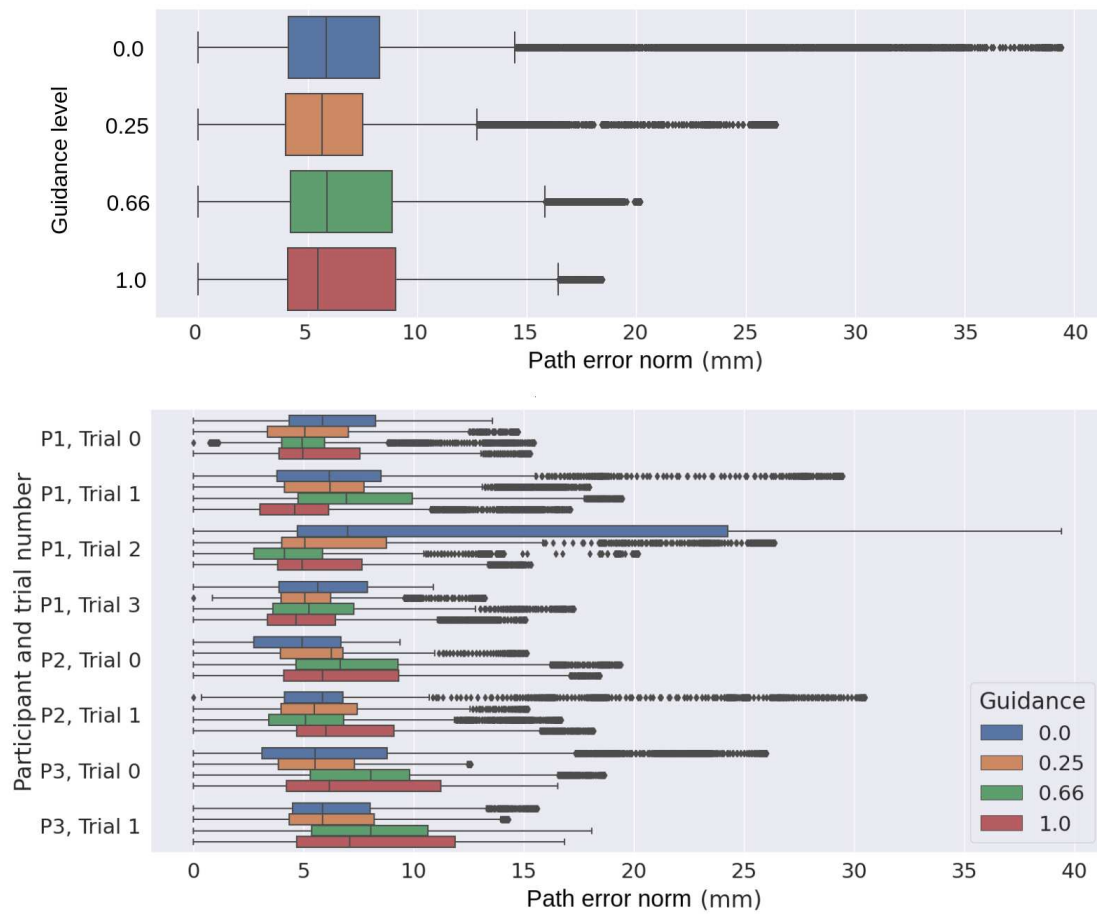 Guidance level
0.0
0.25
0.66
1.0
0 5 10 15 20 25 30 35 40
Path error norm (mm)
Participant and trial number
P1, Trial 0
P1, Trial 1
P1, Trial 2
P1, Trial 3
P2, Trial 0
P2, Trial 1
P3, Trial 0
P3, Trial 1
Guidance
0.0
0.25
0.66
1.0
0 5 10 15 20 25 30 35 40
Path error norm (mm)